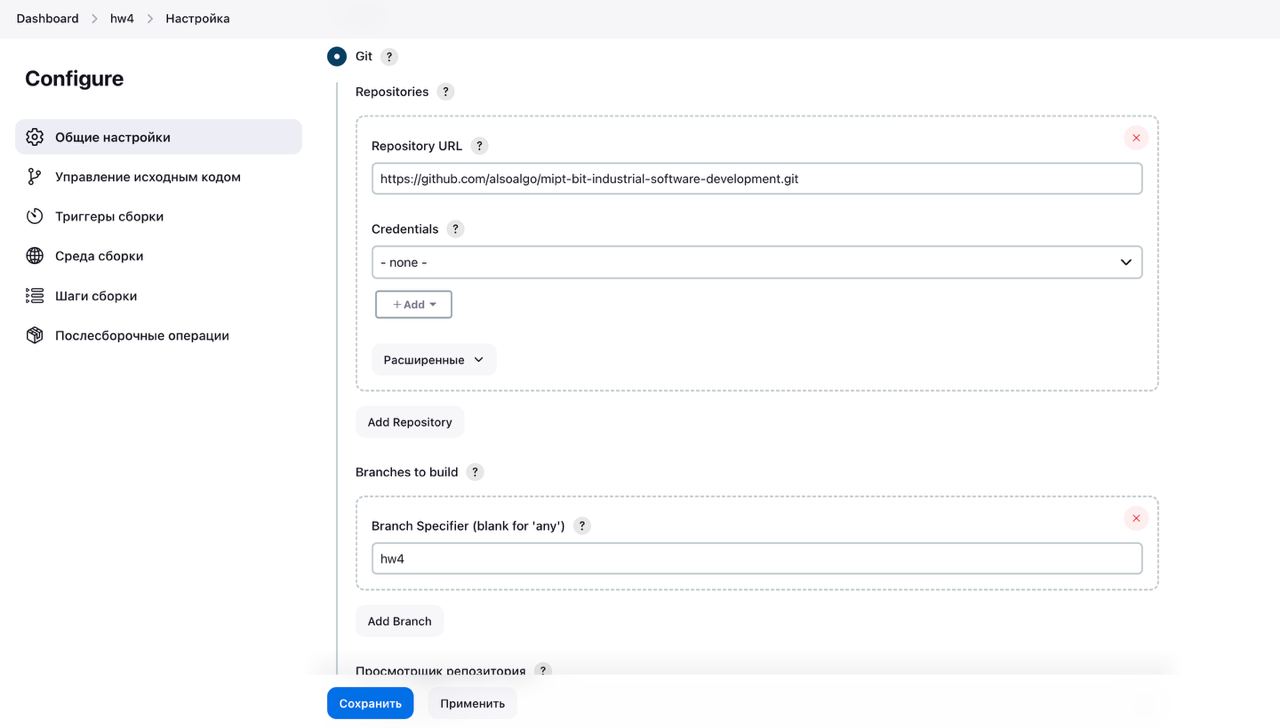 Dashboard > hw4 > Настройка
Configure
Общие настройки
Управление исходным кодом
Триггеры сборки
Среда сборки
Шаги сборки
Послесборочные операции
Git ?
Repositories ?
Repository URL ?
https://github.com/alsoalgo/mipt-bit-industrial-software-development.git
Credentials ?
- none -
+ Add
Расширенные
Add Repository
Branches to build ?
Branch Specifier (blank for 'any') ?
hw4
Add Branch
Просмотрщик репозитория ?
Сохранить
Применить